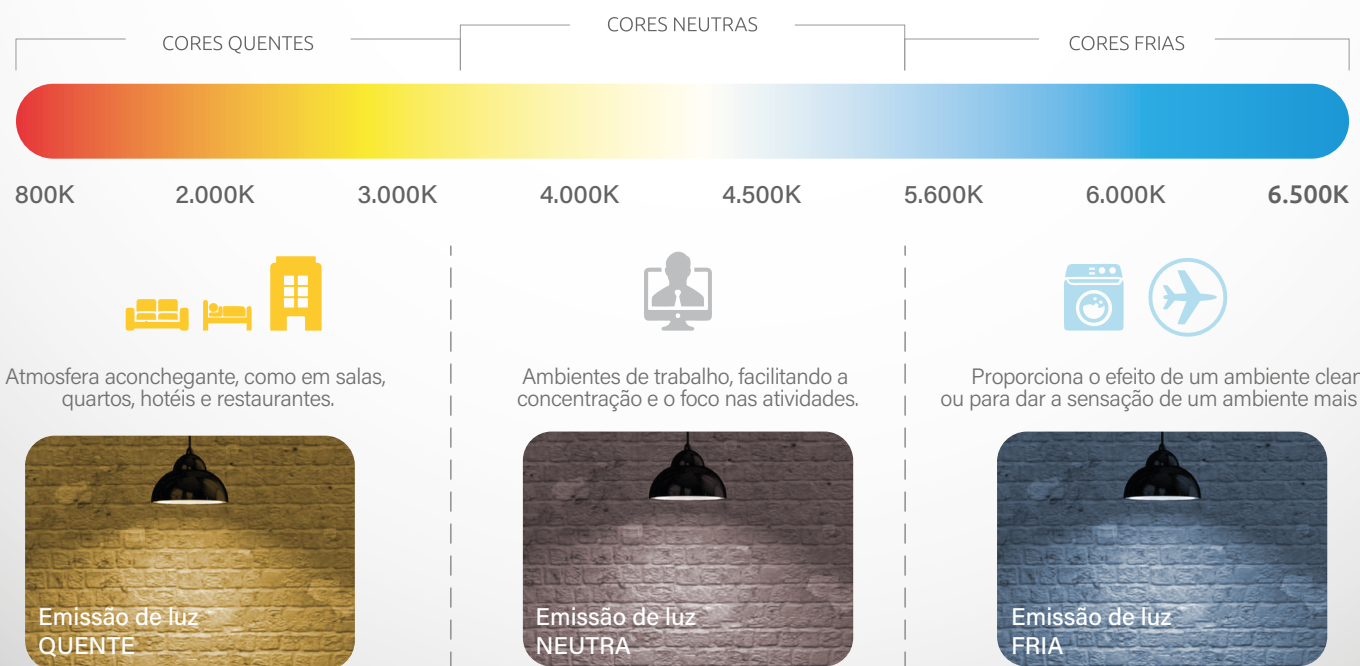 CORES QUENTES
CORES NEUTRAS
CORES FRIAS
800K
2.000K
3.000K
4.000K
4.500K
5.600K
6.000K
6.500K
Atmosfera aconchegante, como em salas,
quartos, hotéis e restaurantes.
Ambientes de trabalho, facilitando a
concentração e o foco nas atividades.
Proporciona o efeito de um ambiente clean
ou para dar a sensação de um ambiente mais
Emissão de luz
QUENTE
Emissão de luz
NEUTRA
Emissão de luz
FRIA